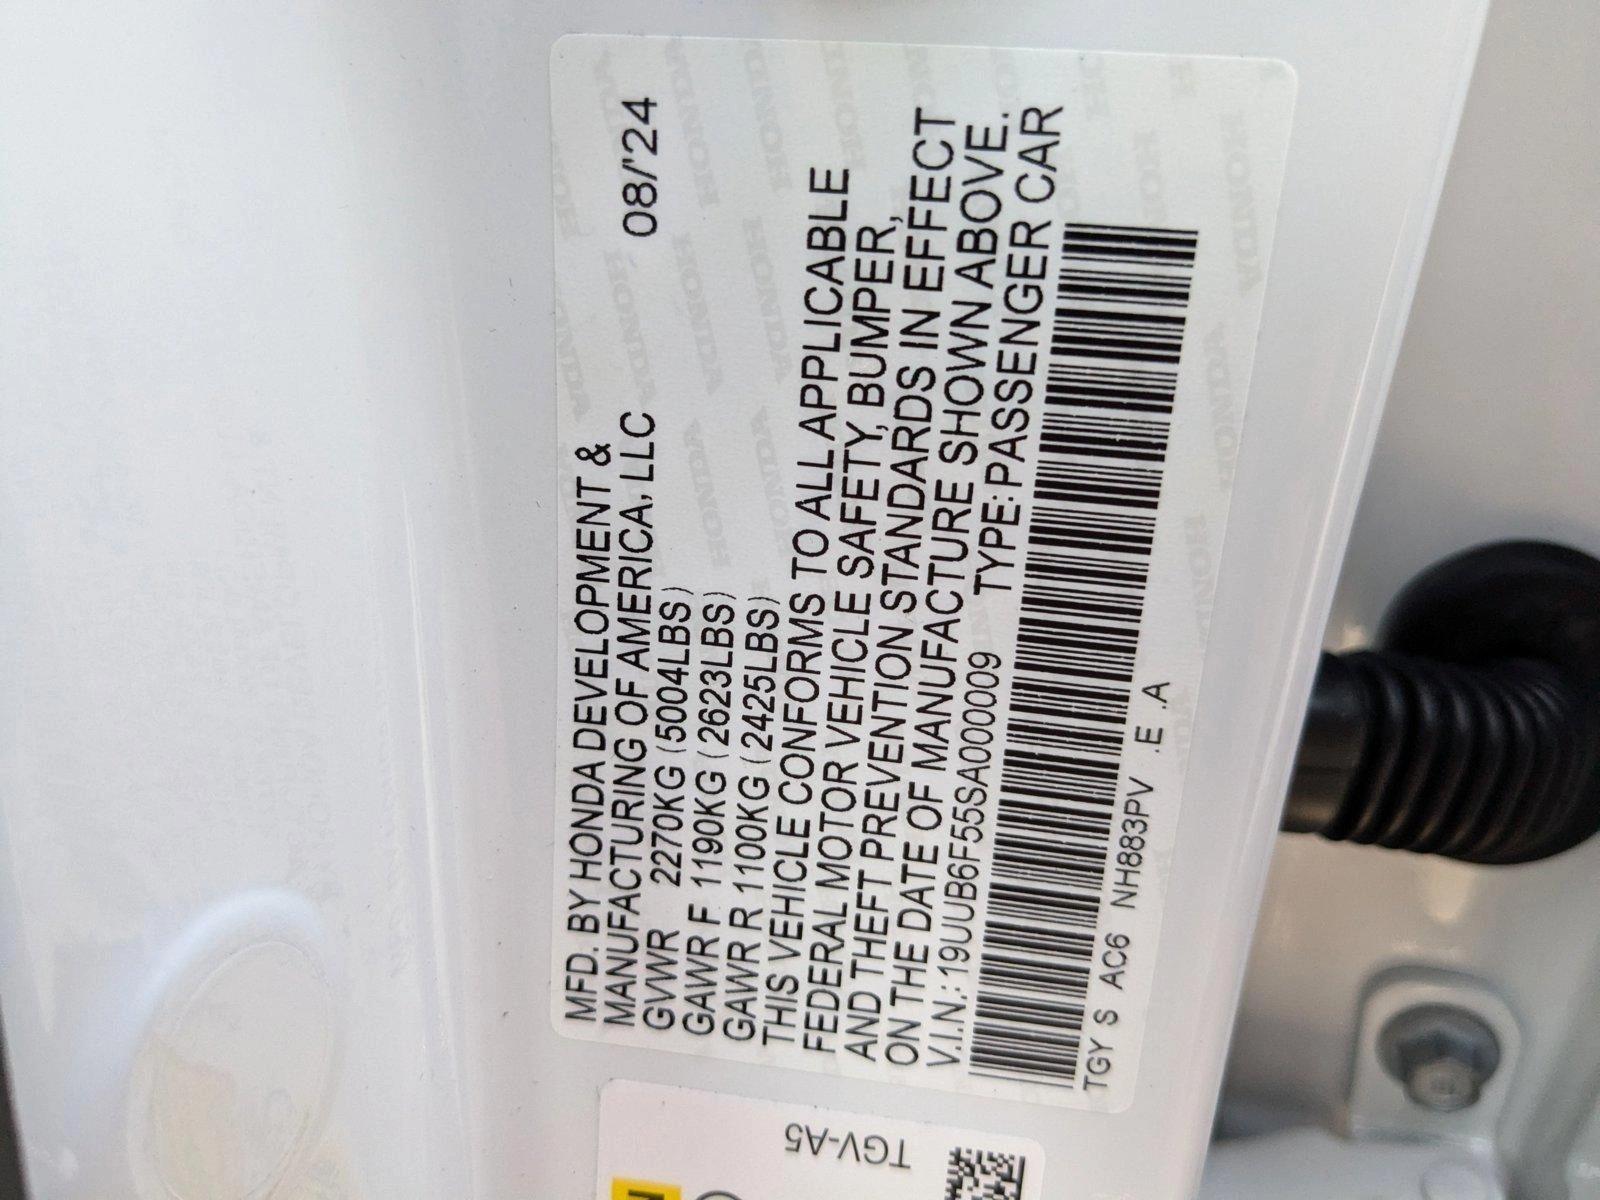 MFD. BY HONDA DEVELOPMENT &
MANUFACTURING OF AMERICA, LLC 08/'24
GVWR 2270KG (5004LBS)
GAWR F 1190KG (2623LBS)
GAWR R 1100KG (2425LBS)
THIS VEHICLE CONFORMS TO ALL APPLICABLE
FEDERAL MOTOR VEHICLE SAFETY, BUMPER,
AND THEFT PREVENTION STANDARDS IN EFFECT
ON THE DATE OF MANUFACTURE SHOWN ABOVE.
V.I.N.: 19UUB6F55SA000009 TYPE: PASSENGER CAR
TGY S AC6 NH883PV .E .A
TGV-A5